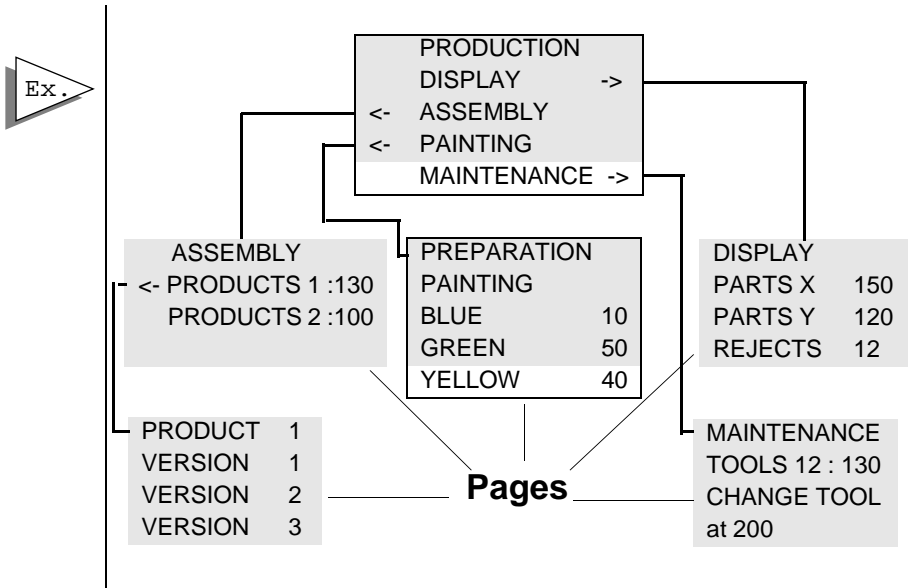 Ex.
PRODUCTION
DISPLAY ->
<- ASSEMBLY
<- PAINTING
MAINTENANCE ->
ASSEMBLY
<- PRODUCTS 1 :130
PRODUCTS 2 :100
PREPARATION
PAINTING
BLUE 10
GREEN 50
YELLOW 40
DISPLAY
PARTS X 150
PARTS Y 120
REJECTS 12
PRODUCT 1
VERSION 1
VERSION 2
VERSION 3
Pages
MAINTENANCE
TOOLS 12 : 130
CHANGE TOOL
at 200